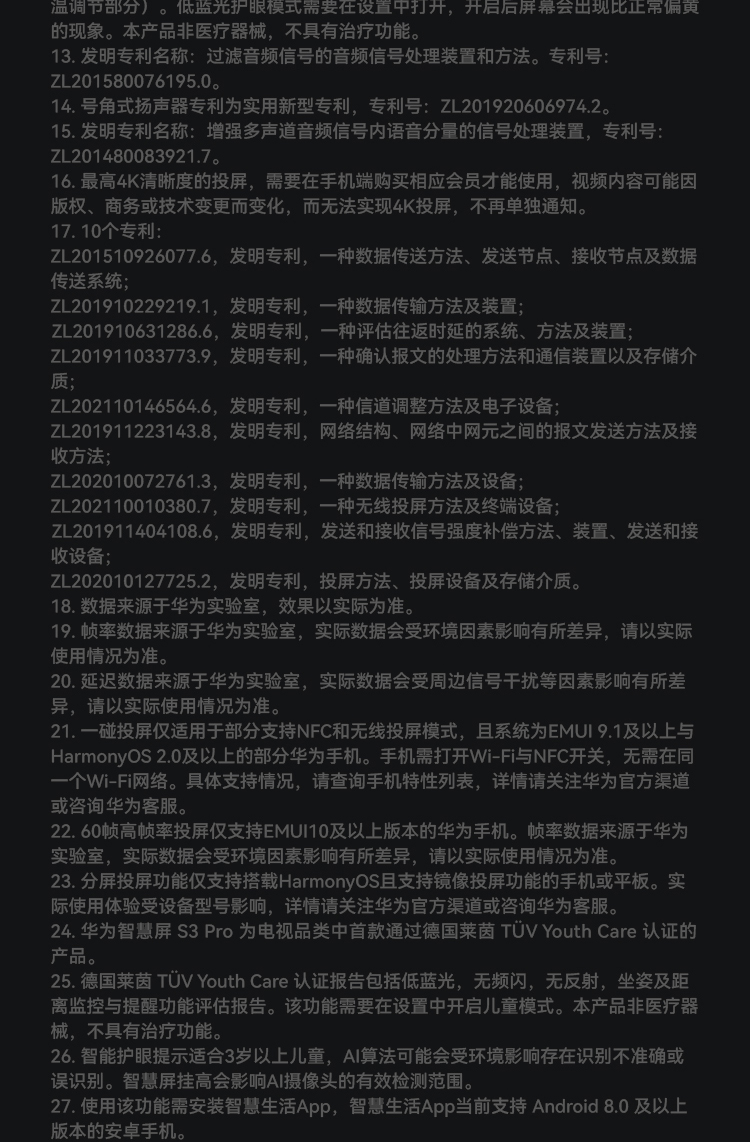 温调节部分）。低蓝光护眼模式需要在设置中打开，开启后屏幕会出现比正常偏黄
的现象。本产品非医疗器械，不具有治疗功能。
13. 发明专利名称：过滤音频信号的音频信号处理装置和方法。专利号：
ZL201580076195.0。
14. 号角式扬声器专利为实用新型专利，专利号：ZL201920606974.2。
15. 发明专利名称：增强多声道音频信号内语音分量的信号处理装置，专利号：
ZL201480083921.7。
16. 最高4K清晰度的投屏，需要在手机端购买相应会员才能使用，视频内容可能因
版权、商务或技术变更而变化，而无法实现4K投屏，不再单独通知。
17. 10个专利：
ZL201510926077.6，发明专利，一种数据传送方法、发送节点、接收节点及数据
传送系统；
ZL201910229219.1，发明专利，一种数据传输方法及装置；
ZL201910631286.6，发明专利，一种评估往返时延的系统、方法及装置；
ZL201911033773.9，发明专利，一种确认报文的处理方法和通信装置以及存储介
质；
ZL202110146564.6，发明专利，一种信道调整方法及电子设备；
ZL201911223143.8，发明专利，网络结构、网络中网元之间的报文发送方法及接
收方法；
ZL202010072761.3，发明专利，一种数据传输方法及设备；
ZL202110010380.7，发明专利，一种无线投屏方法及终端设备；
ZL201911404108.6，发明专利，发送和接收信号强度补偿方法、装置、发送和接
收设备；
ZL202010127725.2，发明专利，投屏方法、投屏设备及存储介质。
18. 数据来源于华为实验室，效果以实际为准。
19. 帧率数据来源于华为实验室，实际数据会受环境因素影响有所差异，请以实际
使用情况为准。
20. 延迟数据来源于华为实验室，实际数据会受周边信号干扰等因素影响有所差
异，请以实际使用情况为准。
21. 一碰投屏仅适用于部分支持NFC和无线投屏模式，且系统为EMUI 9.1及以上与
HarmonyOS 2.0及以上的部分华为手机。手机需打开Wi-Fi与NFC开关，无需在同
一个Wi-Fi网络。具体支持情况，请查询手机特性列表，详情请关注华为官方渠道
或咨询华为客服。
22. 60帧高帧率投屏仅支持EMUI10及以上版本的华为手机。帧率数据来源于华为
实验室，实际数据会受环境因素影响有所差异，请以实际使用情况为准。
23. 分屏投屏功能仅支持搭载HarmonyOS且支持镜像投屏功能的手机或平板。实
际使用体验受设备型号影响，详情请关注华为官方渠道或咨询华为客服。
24. 华为智慧屏 S3 Pro 为电视品类中首款通过德国莱茵 TÜV Youth Care 认证的
产品。
25. 德国莱茵 TÜV Youth Care 认证报告包括低蓝光，无频闪，无反射，坐姿及距
离监控与提醒功能评估报告。该功能需要在设置中开启儿童模式。本产品非医疗器
械，不具有治疗功能。
26. 智能护眼提示适合3岁以上儿童，AI算法可能会受环境影响存在识别不准确或
误识别。智慧屏挂高会影响AI摄像头的有效检测范围。
27. 使用该功能需安装智慧生活App，智慧生活App当前支持 Android 8.0 及以上
版本的安卓手机。